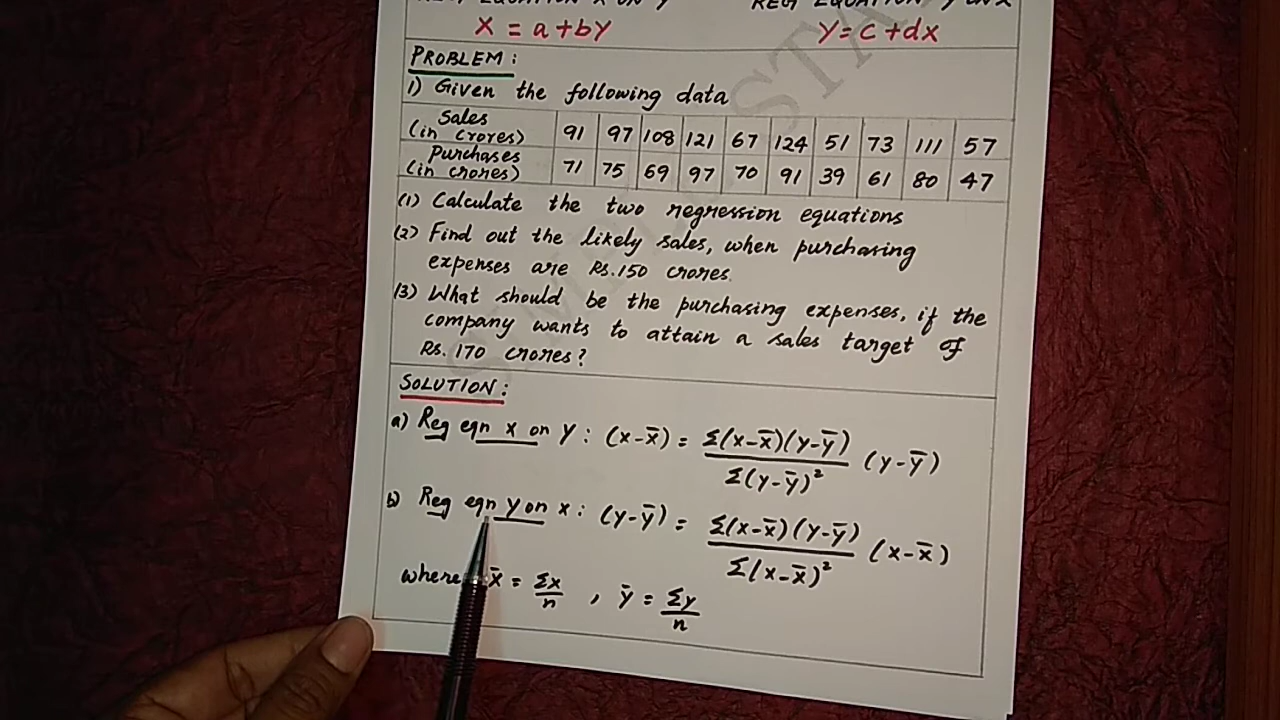 X = a+bY
Y = c+dX
PROBLEM:
1) Given the following data
Sales (in crores) 91 97 108 121 67 124 51 73 111 57
Purchases (in crores) 71 75 69 97 70 91 39 61 80 47
(1) Calculate the two regression equations
(2) Find out the likely sales, when purchasing
expenses are Rs.150 crores.
(3) What should be the purchasing expenses, if the
company wants to attain a sales target of
Rs. 170 crores?
SOLUTION:
a) Reg eqn x on y : (x-x̄) = Σ(x-x̄)(y-ȳ) / Σ(y-ȳ)² (y-ȳ)
b) Reg eqn y on x : (y-ȳ) = Σ(x-x̄)(y-ȳ) / Σ(x-x̄)² (x-x̄)
where x̄ = Σx/n , ȳ = Σy/n